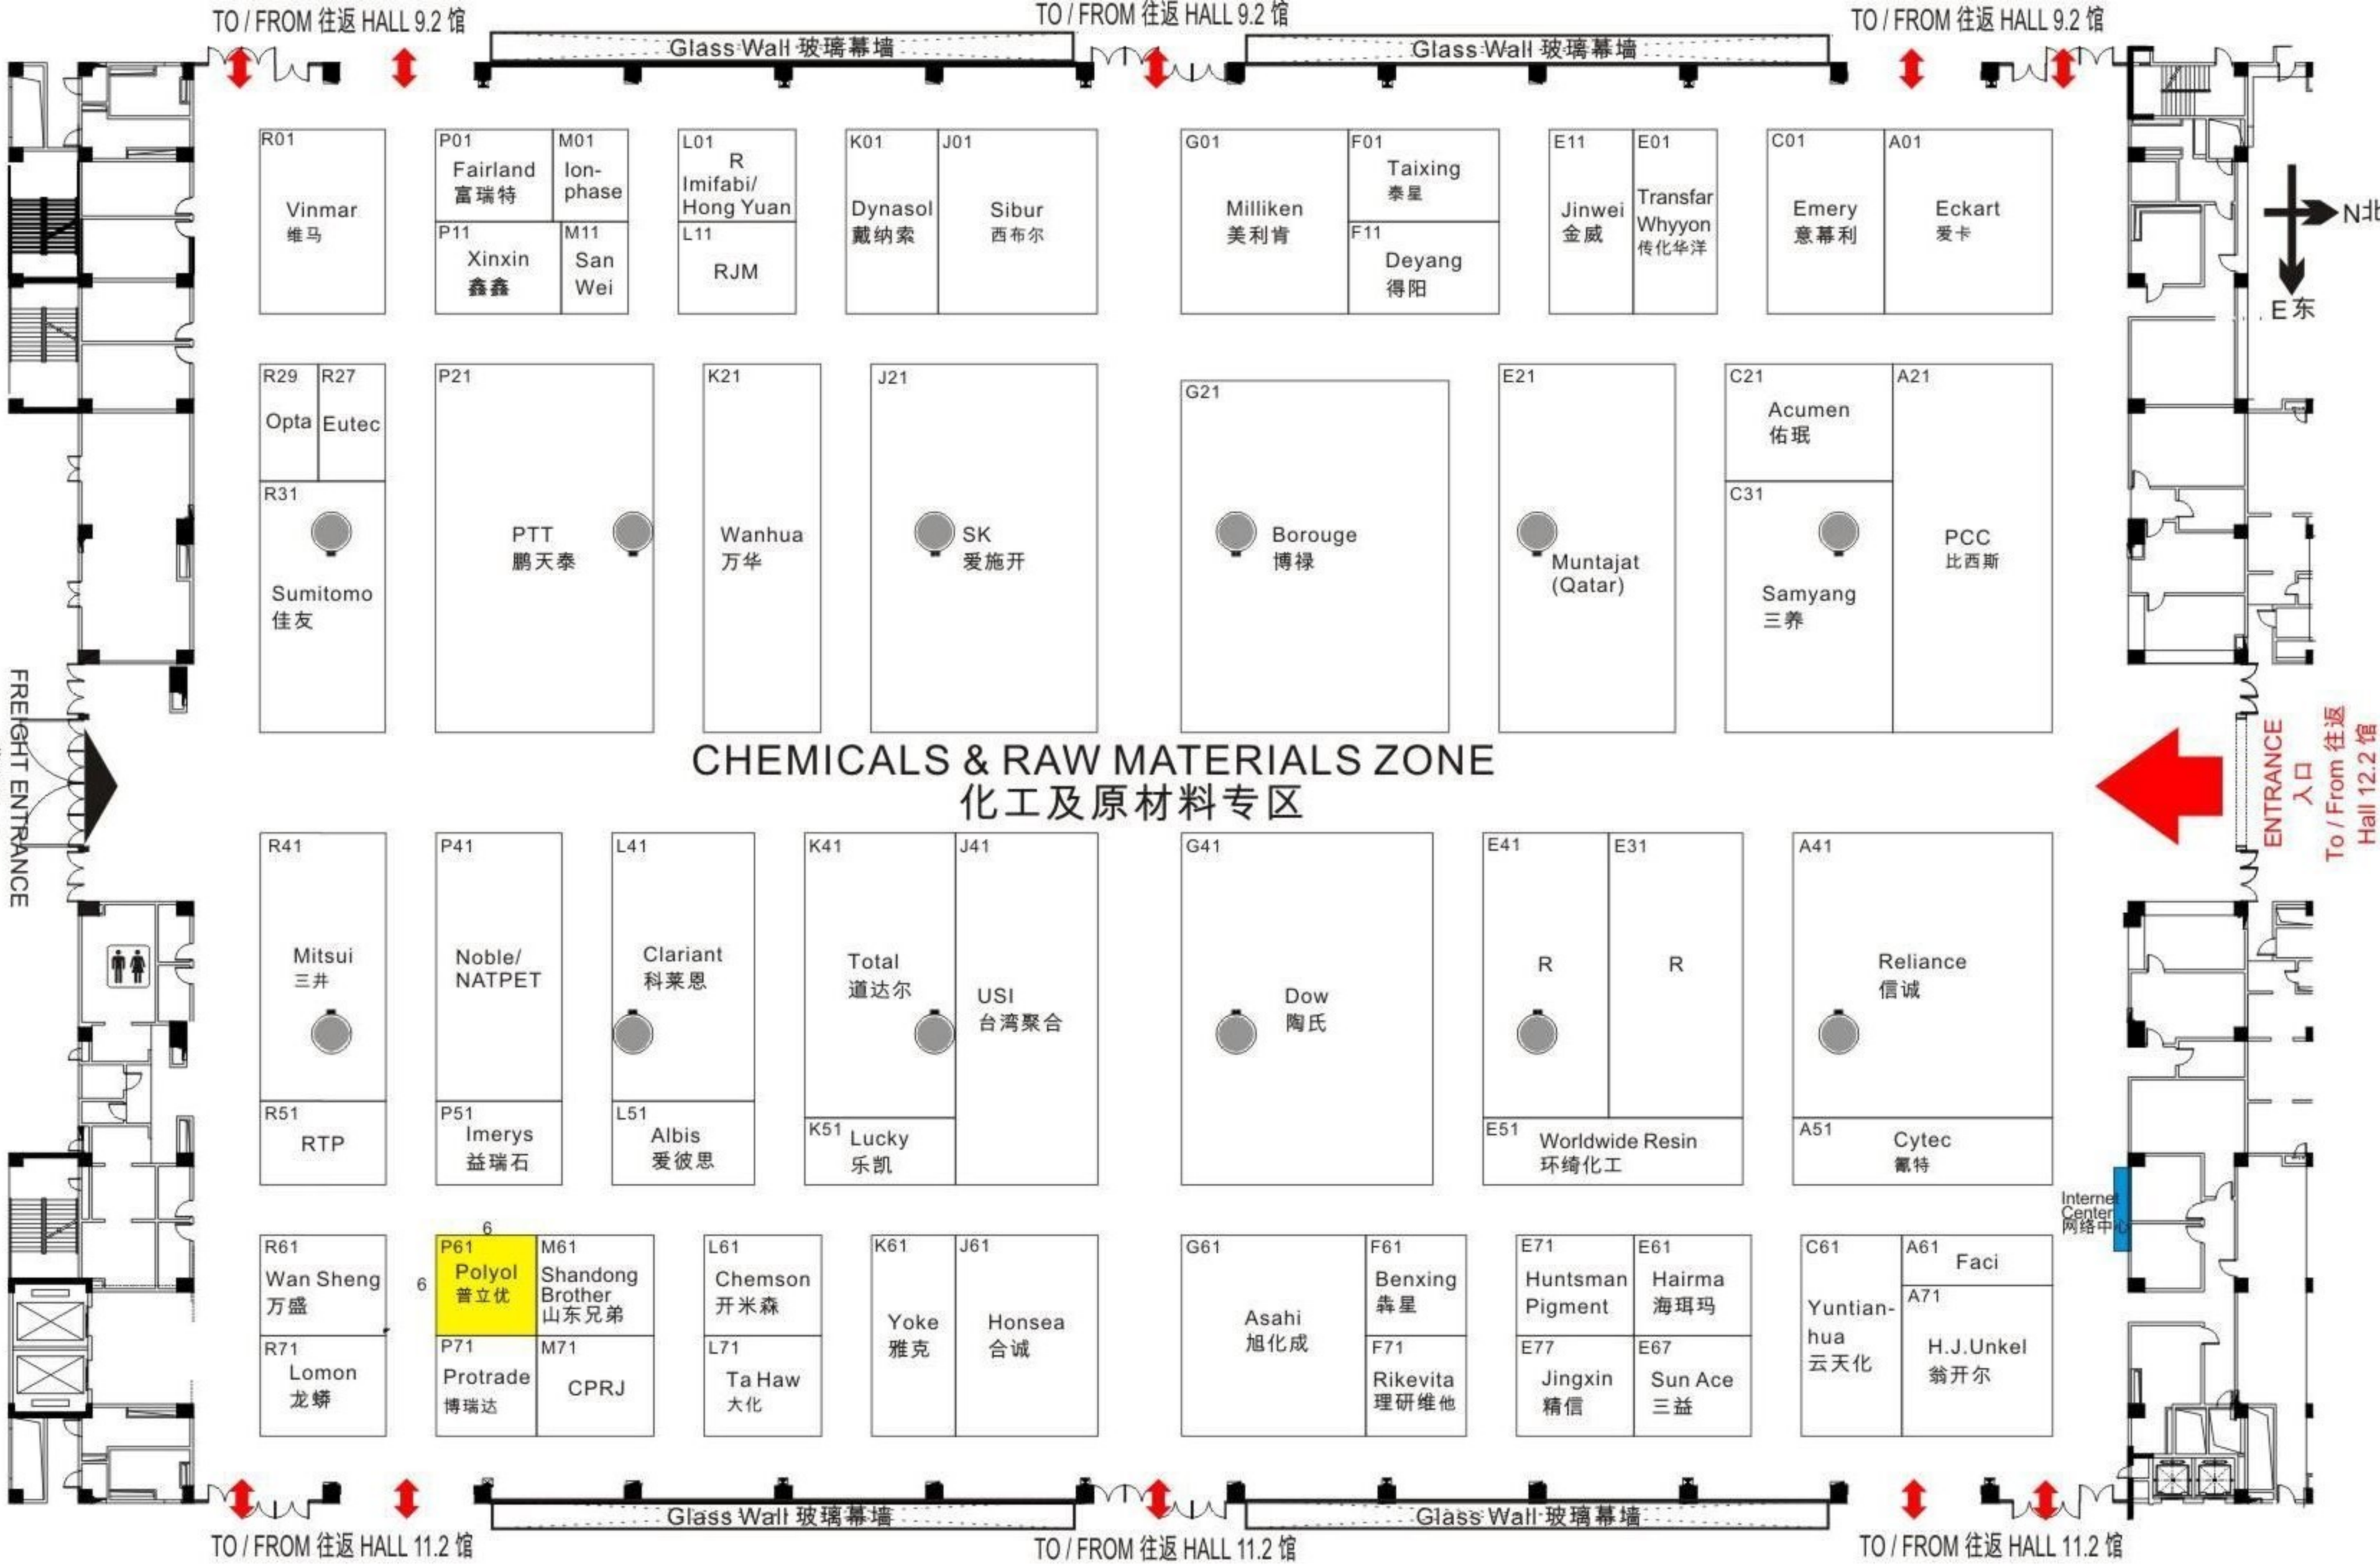 TO / FROM 往返 HALL 9.2 馆
TO / FROM 往返 HALL 9.2 馆
TO / FROM 往返 HALL 9.2 馆
Glass Wall 玻璃幕墙
Glass Wall 玻璃幕墙
R01
Vinmar
维马
P01
Fairland
富瑞特
M01
Ion-
phase
P11
Xinxin
鑫鑫
M11
San
Wei
L01
R
Imifabi/
Hong Yuan
L11
RJM
K01
Dynasol
戴纳索
J01
Sibur
西布尔
G01
Milliken
美利肯
F01
Taixing
泰星
F11
Deyang
得阳
E11
Jinwei
金威
E01
Transfar
Whyyon
传化华洋
C01
Emery
意幕利
A01
Eckart
爱卡
N北
E东
R29
Opta
R27
Eutec
R31
Sumitomo
佳友
P21
PTT
鹏天泰
K21
Wanhua
万华
J21
SK
爱施开
G21
Borouge
博禄
E21
Muntajat
(Qatar)
C21
Acumen
佑珉
C31
Samyang
三养
A21
PCC
比西斯
FREIGHT ENTRANCE
CHEMICALS & RAW MATERIALS ZONE
化工及原材料专区
ENTRANCE
入口
To / From 往返
Hall 12.2 馆
R41
Mitsui
三井
R51
RTP
P41
Noble/
NATPET
P51
Imerys
益瑞石
L41
Clariant
科莱恩
L51
Albis
爱彼思
K41
Total
道达尔
K51
Lucky
乐凯
J41
USI
台湾聚合
G41
Dow
陶氏
E41
R
E31
R
E51
Worldwide Resin
环绮化工
A41
Reliance
信诚
A51
Cytec
氰特
Internet
Center
网络中心
R61
Wan Sheng
万盛
R71
Lomon
龙蟒
6
6
P61
Polyol
普立优
M61
Shandong
Brother
山东兄弟
P71
Protrade
博瑞达
M71
CPRJ
L61
Chemson
开米森
L71
Ta Haw
大化
K61
Yoke
雅克
J61
Honsea
合诚
G61
Asahi
旭化成
F61
Benxing
犇星
F71
Rikevita
理研维他
E71
Huntsman
Pigment
E61
Hairma
海珥玛
E77
Jingxin
精信
E67
Sun Ace
三益
C61
Yuntian-
hua
云天化
A61
Faci
A71
H.J.Unkel
翁开尔
Glass Wall 玻璃幕墙
Glass Wall 玻璃幕墙
TO / FROM 往返 HALL 11.2 馆
TO / FROM 往返 HALL 11.2 馆
TO / FROM 往返 HALL 11.2 馆